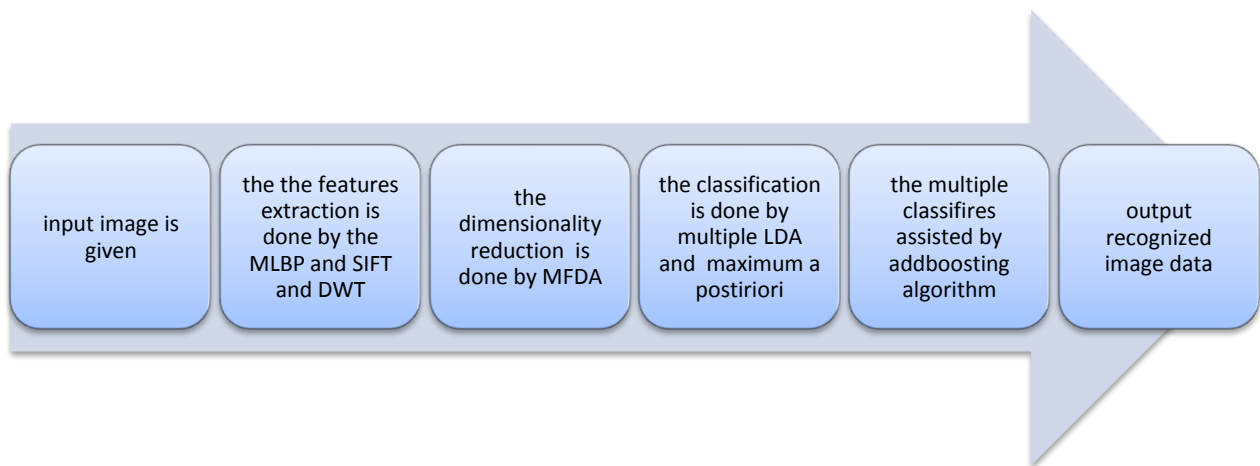 input image is
given
the the features
extraction is
done by the
MLBP and SIFT
and DWT
the
dimensionality
reduction is
done by MFDA
the classification
is done by
multiple LDA
and maximum a
postiriori
the multiple
classifires
assisted by
addboosting
algorithm
output
recognized
image data